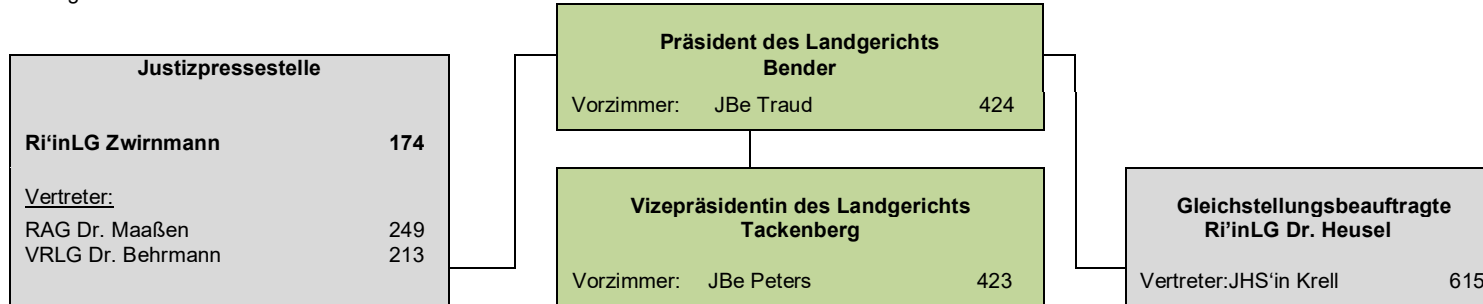 Präsident des Landgerichts
Bender
Vorzimmer: JBe Traud 424
Justizpressestelle
Ri‘inLG Zwirnmann 174
Vertreter:
RAG Dr. Maaßen 249
VRLG Dr. Behrmann 213
Vizepräsidentin des Landgerichts
Tackenberg
Vorzimmer: JBe Peters 423
Gleichstellungsbeauftragte
Ri’inLG Dr. Heusel
Vertreter:JHS‘in Krell 615